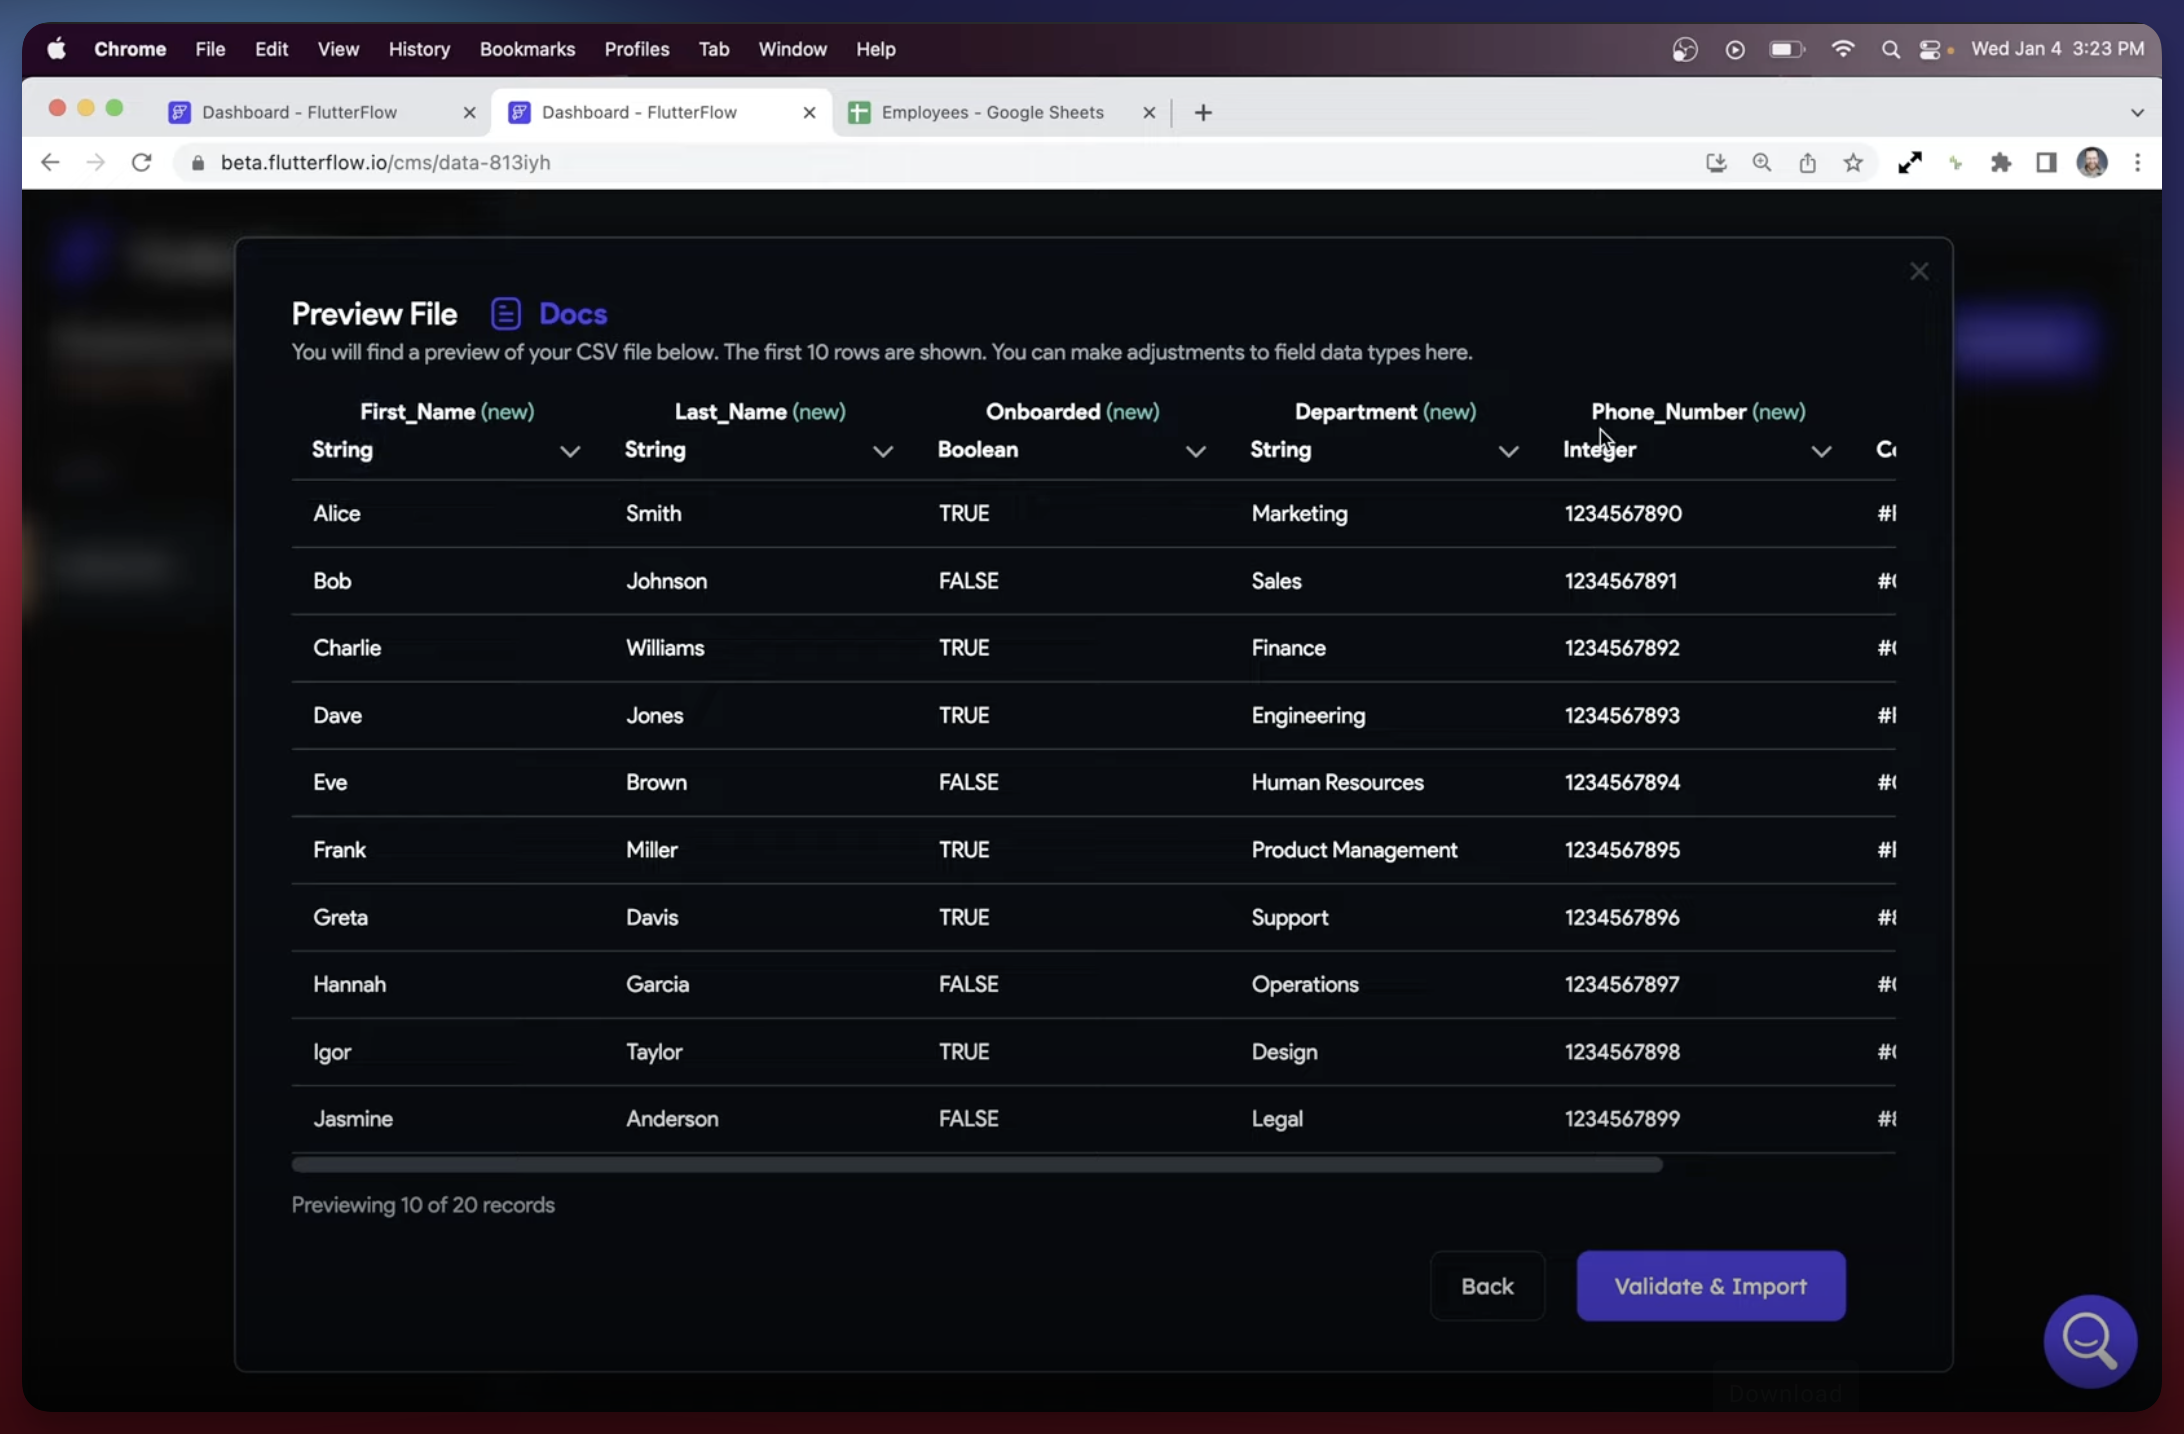 Chrome File Edit View History Bookmarks Profiles Tab Window Help Wed Jan 4 3:23 PM
Dashboard - FlutterFlow Dashboard - FlutterFlow Employees - Google Sheets
beta.flutterflow.io/cms/data-813iyh
Preview File Docs
You will find a preview of your CSV file below. The first 10 rows are shown. You can make adjustments to field data types here.
First_Name (new) Last_Name (new) Onboarded (new) Department (new) Phone_Number (new)
String String Boolean String Integer
Alice Smith TRUE Marketing 1234567890
Bob Johnson FALSE Sales 1234567891
Charlie Williams TRUE Finance 1234567892
Dave Jones TRUE Engineering 1234567893
Eve Brown FALSE Human Resources 1234567894
Frank Miller TRUE Product Management 1234567895
Greta Davis TRUE Support 1234567896
Hannah Garcia FALSE Operations 1234567897
Igor Taylor TRUE Design 1234567898
Jasmine Anderson FALSE Legal 1234567899
Previewing 10 of 20 records
Back Validate & Import
Download